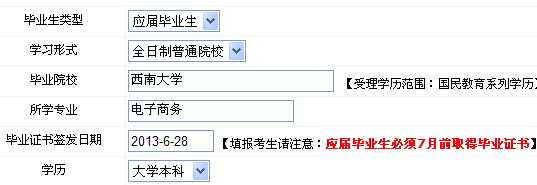 毕业生类型 应届毕业生
学习形式 全日制普通院校
毕业院校 西南大学 【受理学历范围：国民教育系列学历】
所学专业 电子商务
毕业证书签发日期 2013-6-28 【填报考生请注意：应届毕业生必须7月前取得毕业证书】
学历 大学本科